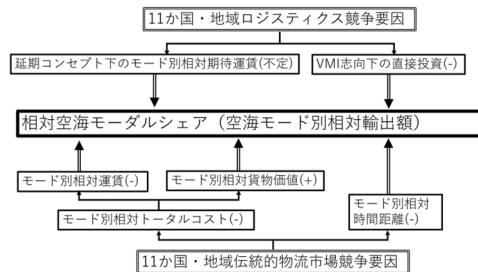 11か国・地域ロジスティクス競争要因
延期コンセプト下のモード別相対期待運賃(不定)
VMI志向下の直接投資(-)
相対空海モーダルシェア（空海モード別相対輸出額）
モード別相対運賃(-)
モード別相対貨物価値(+)
モード別相対
時間距離(-)
モード別相対トータルコスト(-)
11か国・地域伝統的物流市場競争要因